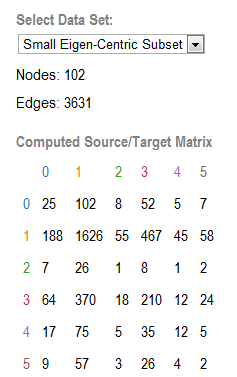 Select Data Set:
Small Eigen-Centric Subset
Nodes: 102
Edges: 3631
Computed Source/Target Matrix
0 1 2 3 4 5
0 25 102 8 52 5 7
1 188 1626 55 467 45 58
2 7 26 1 8 1 2
3 64 370 18 210 12 24
4 17 75 5 35 12 5
5 9 57 3 26 4 2